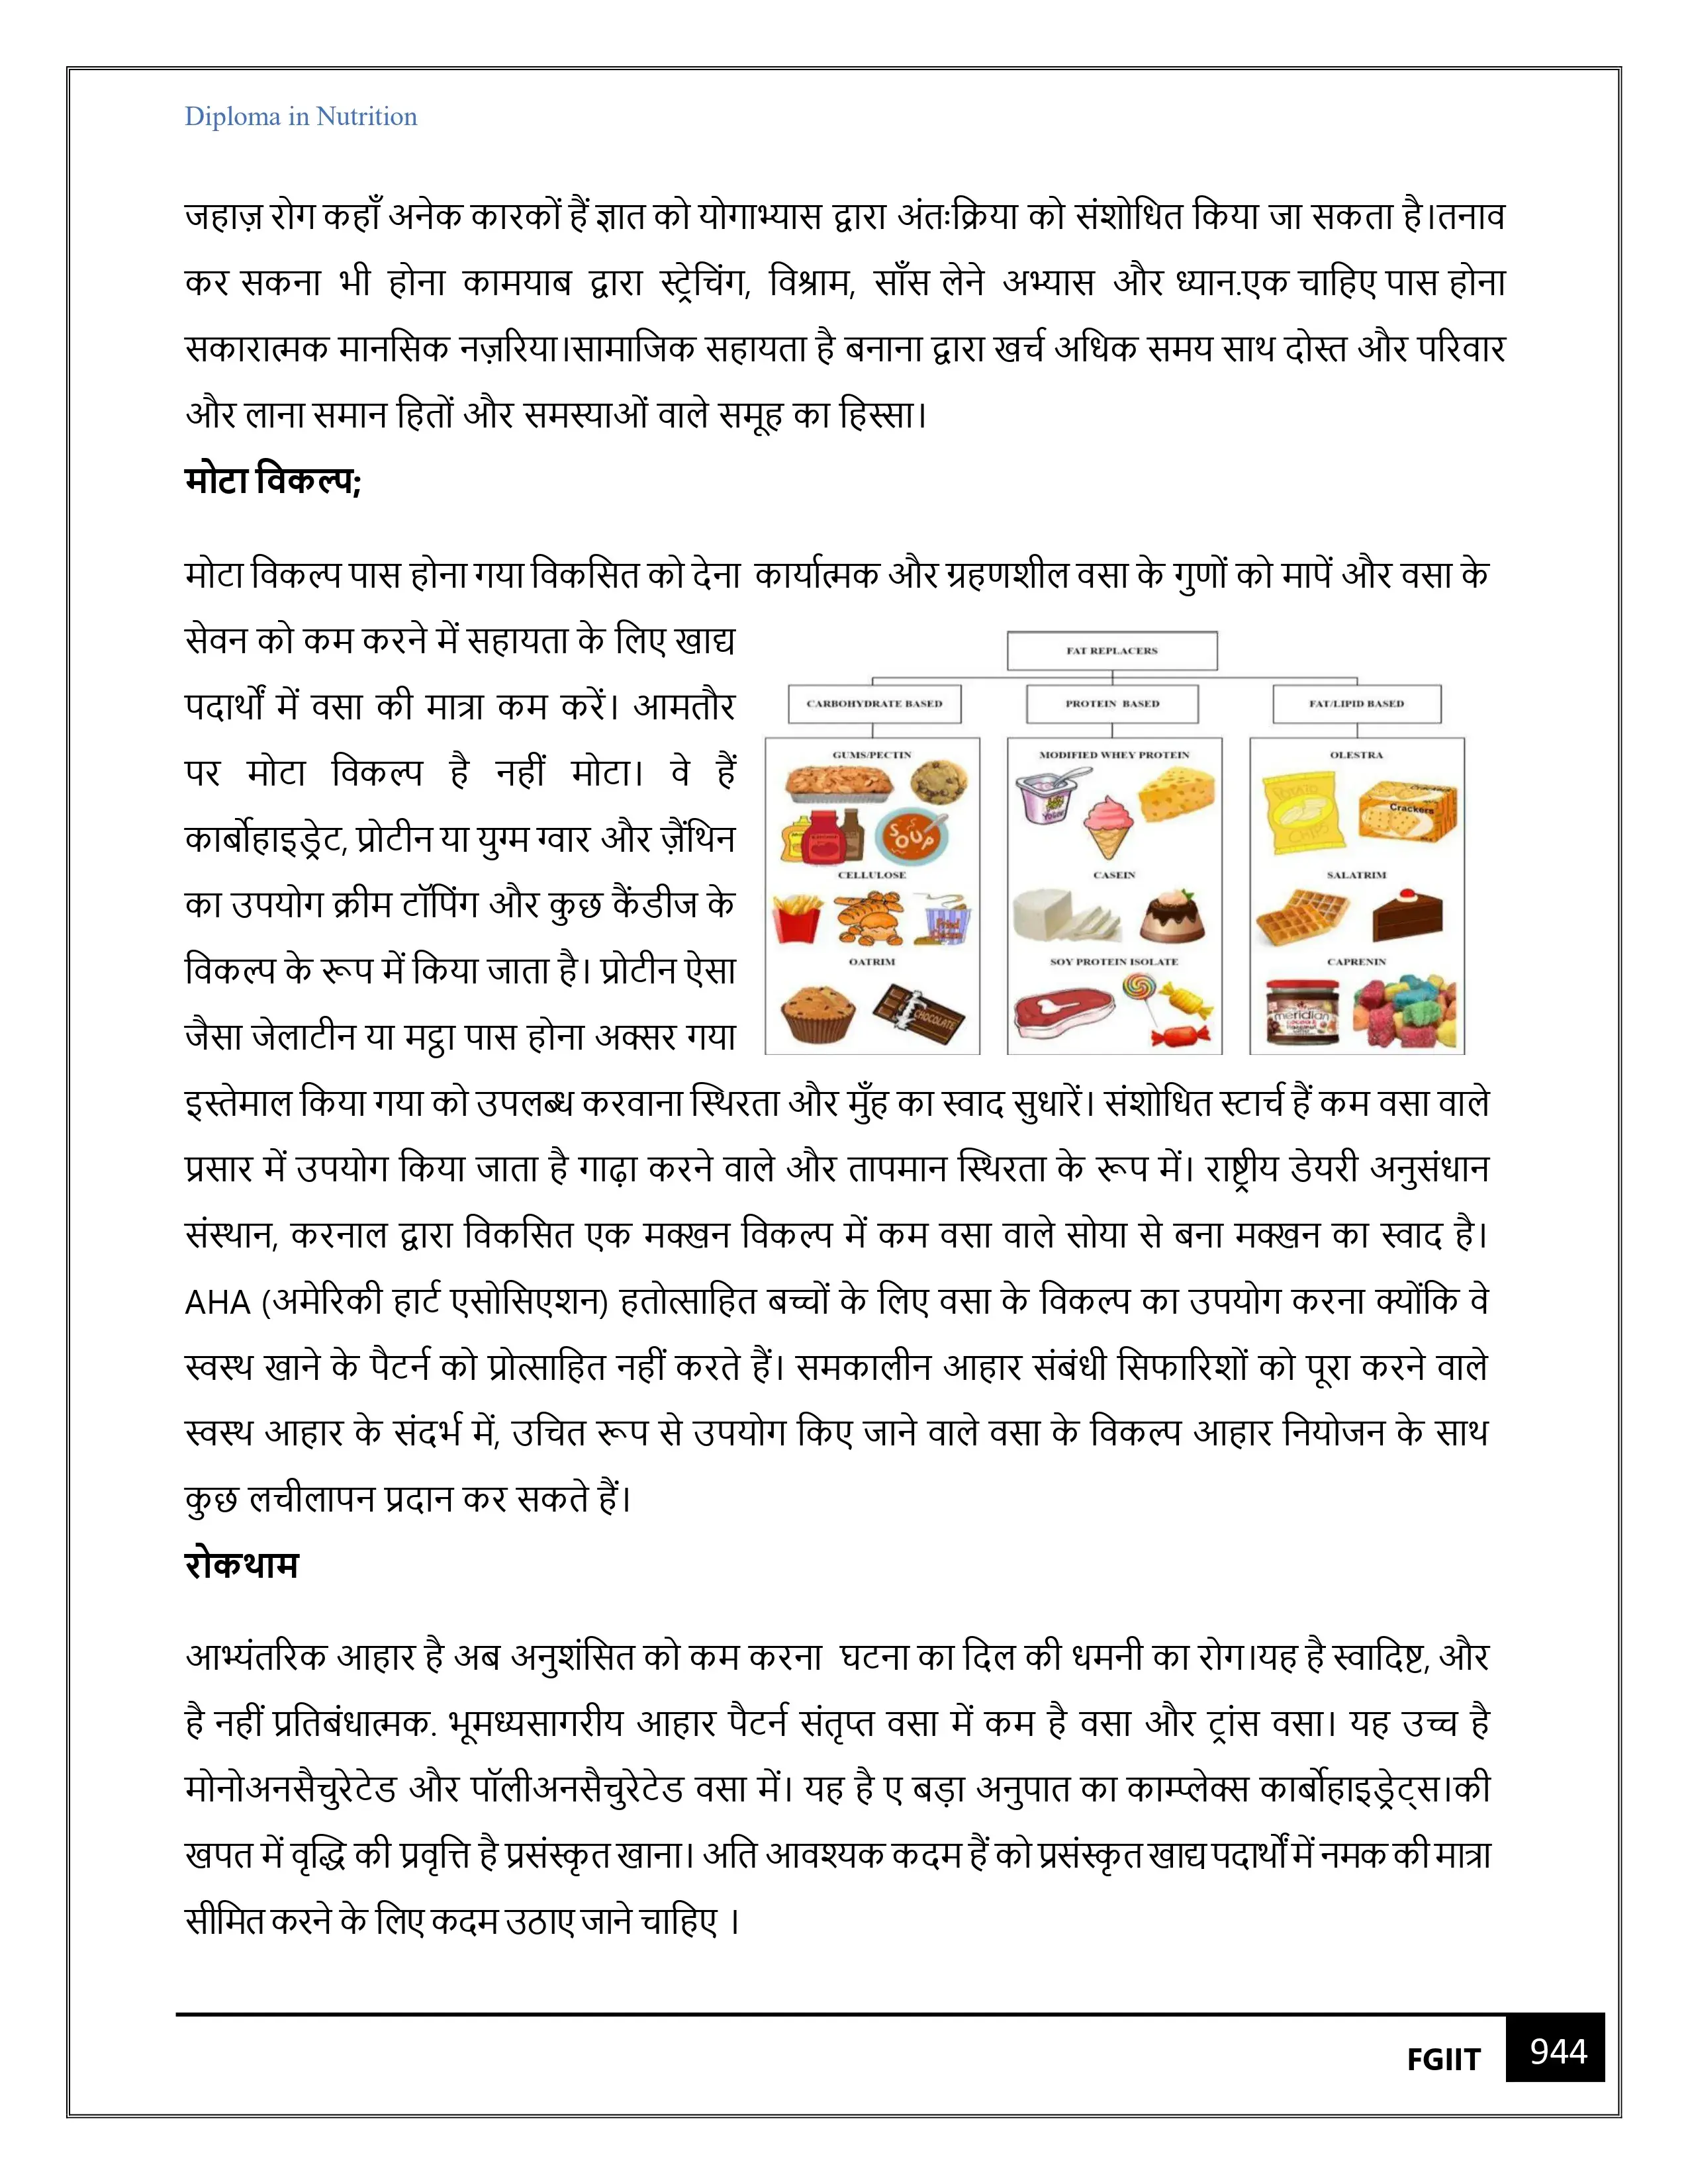 Diploma in Nutrition
जहाज़ रोग कहाँ अनेक कारकों हैं ज्ञात को योगाभ्यास द्वारा अंतःक्रिया को संशोधित किया जा सकता है।तनाव
कर सकना भी होना कामयाब द्वारा स्ट्रेचिंग, विश्राम, साँस लेने अभ्यास और ध्यान.एक चाहिए पास होना
सकारात्मक मानसिक नज़रिया।सामाजिक सहायता है बनाना द्वारा खर्च अधिक समय साथ दोस्त और परिवार
और लाना समान हितों और समस्याओं वाले समूह का हिस्सा।
मोटा विकल्प;
मोटा विकल्प पास होना गया विकसित को देना कार्यात्मक और ग्रहणशील वसा के गुणों को मापें और वसा के
सेवन को कम करने में सहायता के लिए खाद्य
पदार्थों में वसा की मात्रा कम करें। आमतौर
पर मोटा विकल्प है नहीं मोटा। वे हैं
कार्बोहाइड्रेट, प्रोटीन या युग्म ग्वार और ज़ैंथिन
का उपयोग क्रीम टॉपिंग और कुछ कैंडीज के
विकल्प के रूप में किया जाता है। प्रोटीन ऐसा
जैसा जेलाटीन या मट्ठा पास होना अक्सर गया
FAT REPLACERS
CARBOHYDRATE BASED
PROTEIN BASED
FAT/LIPID BASED
GUMS/PECTIN
MODIFIED WHEY PROTEIN
OLESTRA
SOUP
POTATO
CHIPS
Crackers
CELLULOSE
CASEIN
SALATRIM
OATRIM
SOY PROTEIN ISOLATE
CAPRENIN
CHOCOLATE
meridian
इस्तेमाल किया गया को उपलब्ध करवाना स्थिरता और मुँह का स्वाद सुधारें। संशोधित स्टार्च हैं कम वसा वाले
प्रसार में उपयोग किया जाता है गाढ़ा करने वाले और तापमान स्थिरता के रूप में। राष्ट्रीय डेयरी अनुसंधान
संस्थान, करनाल द्वारा विकसित एक मक्खन विकल्प में कम वसा वाले सोया से बना मक्खन का स्वाद है।
AHA (अमेरिकी हार्ट एसोसिएशन) हतोत्साहित बच्चों के लिए वसा के विकल्प का उपयोग करना क्योंकि वे
स्वस्थ खाने के पैटर्न को प्रोत्साहित नहीं करते हैं। समकालीन आहार संबंधी सिफारिशों को पूरा करने वाले
स्वस्थ आहार के संदर्भ में, उचित रूप से उपयोग किए जाने वाले वसा के विकल्प आहार नियोजन के साथ
कुछ लचीलापन प्रदान कर सकते हैं।
रोकथाम
आभ्यंतरिक आहार है अब अनुशंसित को कम करना घटना का दिल की धमनी का रोग।यह है स्वादिष्ट, और
है नहीं प्रतिबंधात्मक. भूमध्यसागरीय आहार पैटर्न संतृप्त वसा में कम है वसा और ट्रांस वसा। यह उच्च है
मोनोअनसैचुरेटेड और पॉलीअनसैचुरेटेड वसा में। यह है ए बड़ा अनुपात का काम्प्लेक्स कार्बोहाइड्रेट्स।की
खपत में वृद्धि की प्रवृत्ति है प्रसंस्कृत खाना। अति आवश्यक कदम हैं को प्रसंस्कृत खाद्य पदार्थों में नमक की मात्रा
सीमित करने के लिए कदम उठाए जाने चाहिए ।
FGIIT
944